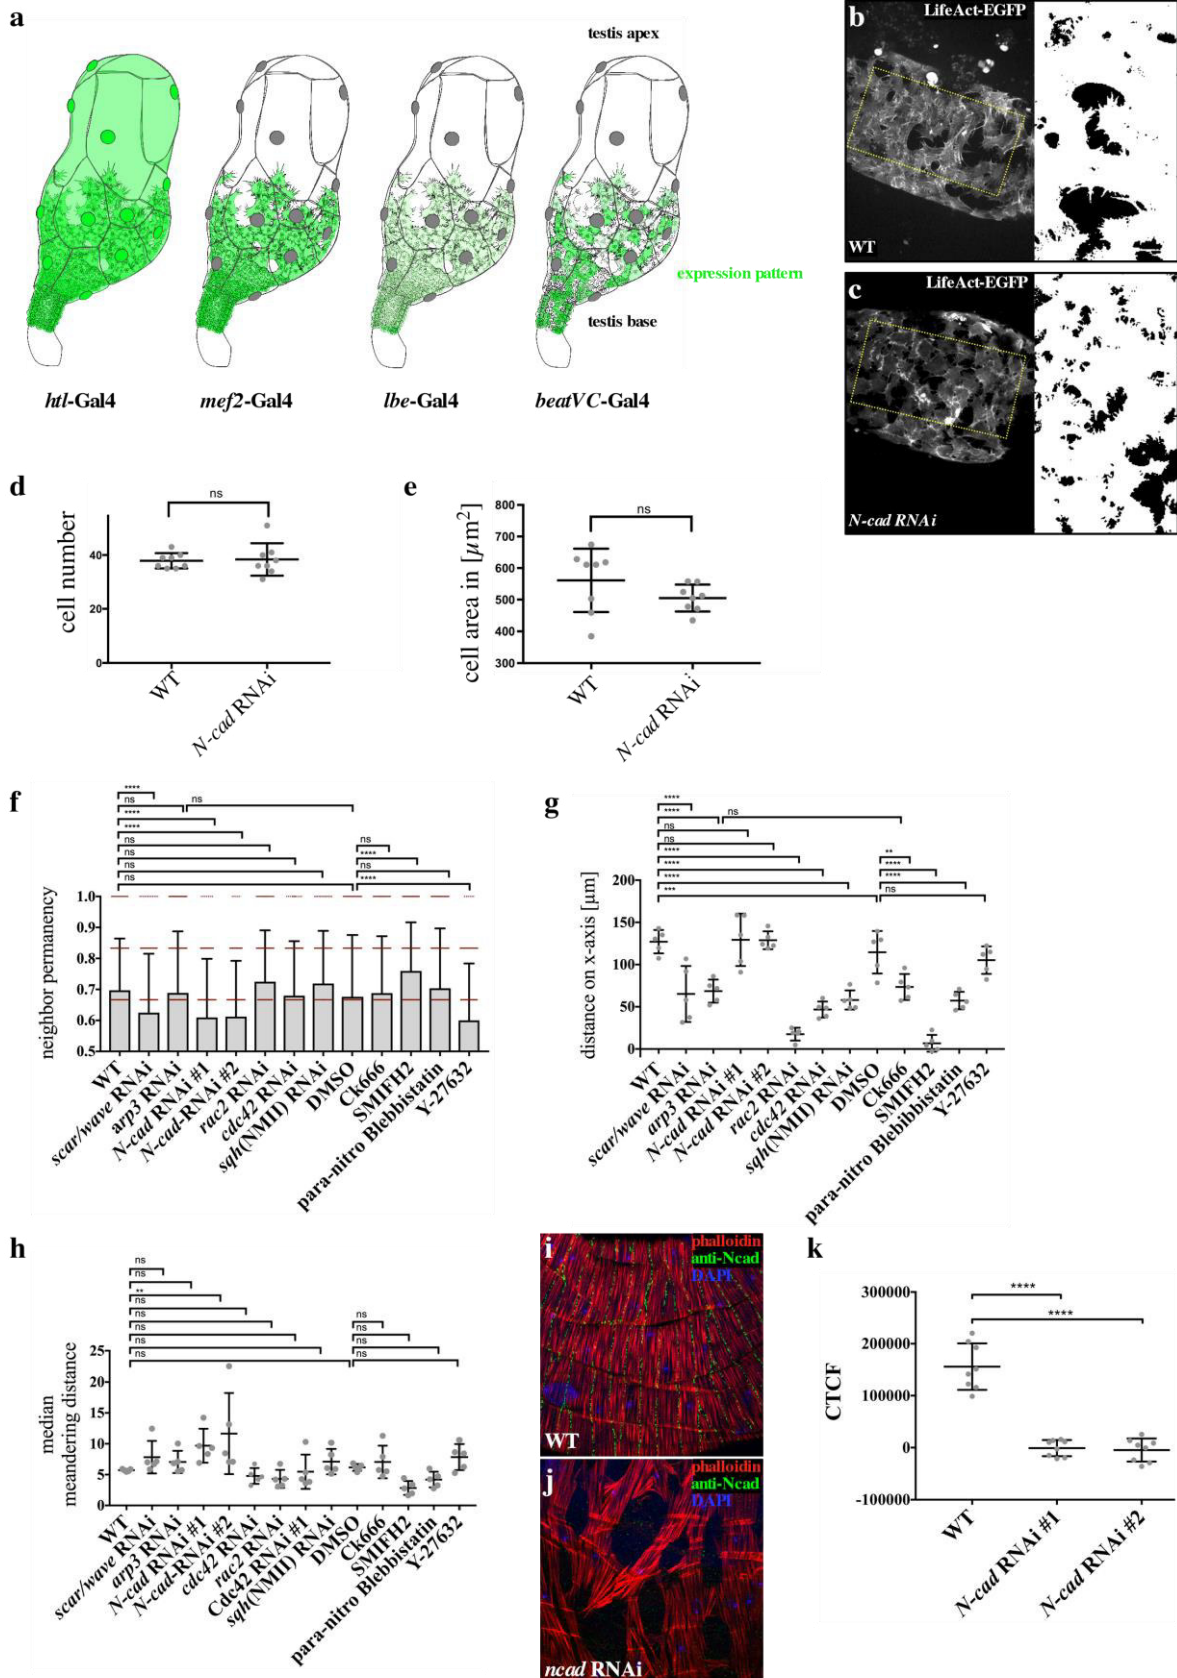 a
testis apex
expression pattern
testis base
htl-Gal4
mef2-Gal4
lbe-Gal4
beatVC-Gal4
b
LifeAct-EGFP
WT
c
LifeAct-EGFP
N-cad RNAi
d
ns
cell number
40
20
0
WT
N-cad RNAi
e
ns
cell area in [µm²]
800
700
600
500
400
300
WT
N-cad RNAi
f
****
ns
ns
****
****
ns
ns
ns
ns
ns
****
ns
****
neighbor permanency
1.0
0.9
0.8
0.7
0.6
0.5
WT
scar/wave RNAi
arp3 RNAi
N-cad RNAi #1
N-cad-RNAi #2
rac2 RNAi
cdc42 RNAi
sqh(NMII) RNAi
DMSO
Ck666
SMIFH2
para-nitro Blebbistatin
Y-27632
g
****
****
ns
ns
ns
****
****
****
***
**
****
****
ns
distance on x-axis [µm]
200
150
100
50
0
WT
scar/wave RNAi
arp3 RNAi
N-cad RNAi #1
N-cad RNAi #2
rac2 RNAi
cdc42 RNAi
sqh(NMII) RNAi
DMSO
Ck666
SMIFH2
para-nitro Blebbibbistatin
Y-27632
h
ns
ns
**
ns
ns
ns
ns
ns
ns
ns
ns
ns
median
meandering distance
25
20
15
10
5
0
WT
scar/wave RNAi
arp3 RNAi
N-cad RNAi #1
N-cad-RNAi #2
cdc42 RNAi
rac2 RNAi
Cdc42 RNAi #1
sqh(NMII) RNAi
DMSO
Ck666
SMIFH2
para-nitro Blebbistatin
Y-27632
i
phalloidin
anti-Ncad
DAPI
WT
j
phalloidin
anti-Ncad
DAPI
ncad RNAi
k
****
****
CTCF
300000
200000
100000
0
-100000
WT
N-cad RNAi #1
N-cad RNAi #2